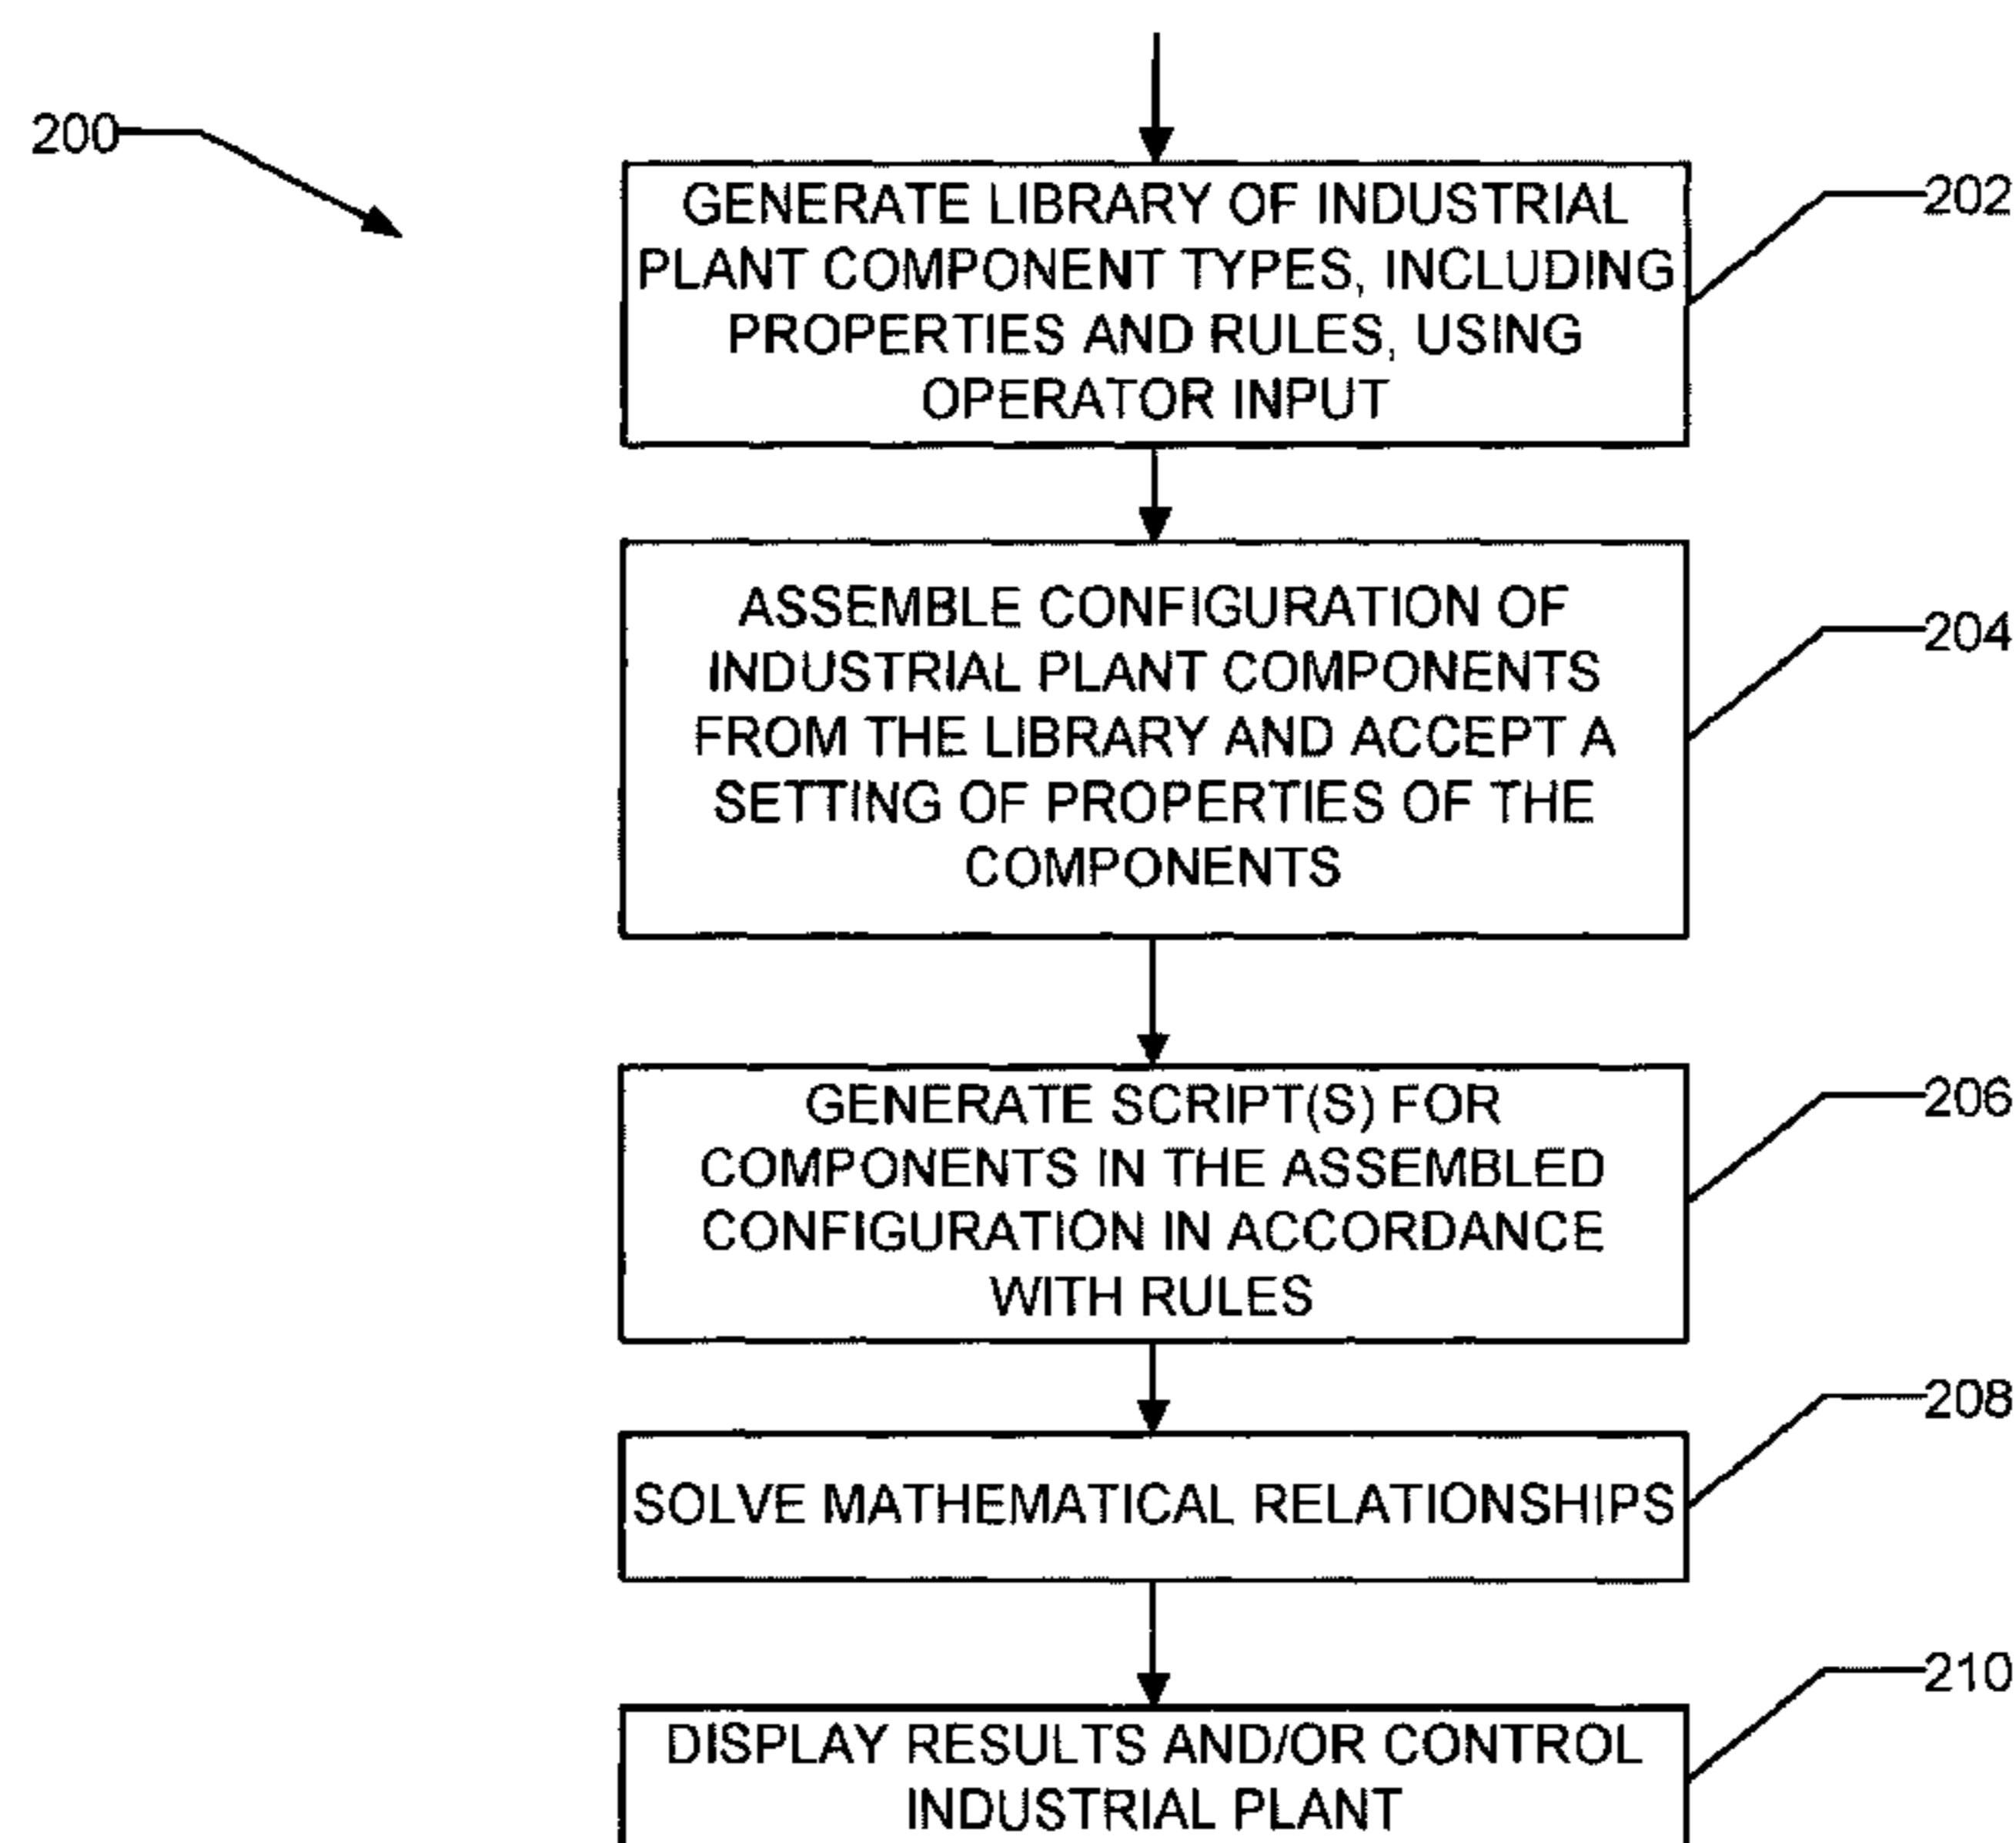 200
GENERATE LIBRARY OF INDUSTRIAL
PLANT COMPONENT TYPES, INCLUDING
PROPERTIES AND RULES, USING
OPERATOR INPUT
202
ASSEMBLE CONFIGURATION OF
INDUSTRIAL PLANT COMPONENTS
FROM THE LIBRARY AND ACCEPT A
SETTING OF PROPERTIES OF THE
COMPONENTS
204
GENERATE SCRIPT(S) FOR
COMPONENTS IN THE ASSEMBLED
CONFIGURATION IN ACCORDANCE
WITH RULES
206
SOLVE MATHEMATICAL RELATIONSHIPS
208
DISPLAY RESULTS AND/OR CONTROL
INDUSTRIAL PLANT
210